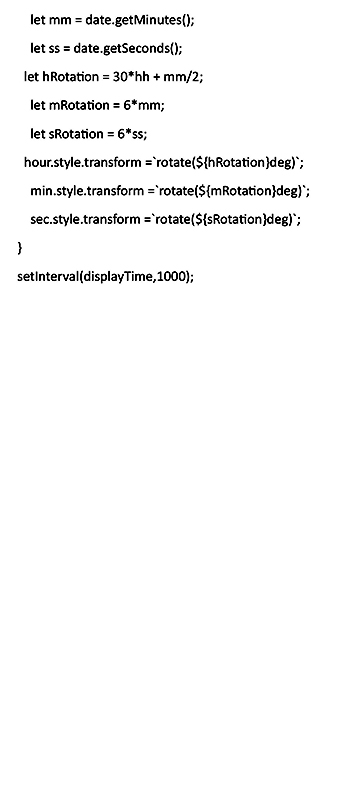 let mm = date.getMinutes();
let ss = date.getSeconds();
let hRotation = 30*hh + mm/2;
let mRotation = 6*mm;
let sRotation = 6*ss;
hour.style.transform =`rotate(${hRotation}deg)`;
min.style.transform =`rotate(${mRotation}deg)`;
sec.style.transform =`rotate(${sRotation}deg)`;
}
setInterval(displayTime,1000);